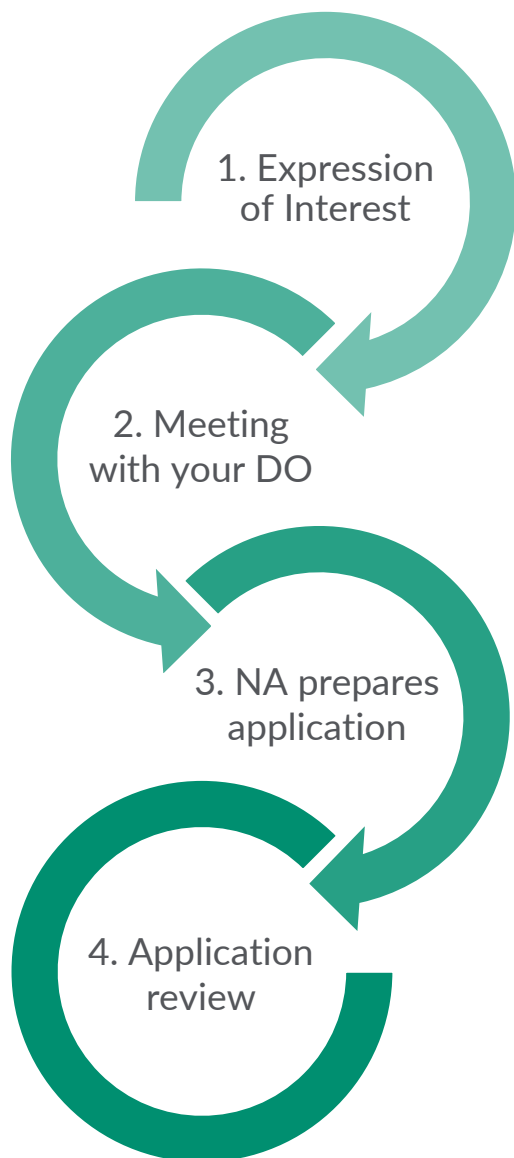 1. Expression
of Interest
2. Meeting
with your DO
3. NA prepares
application
4. Application
review